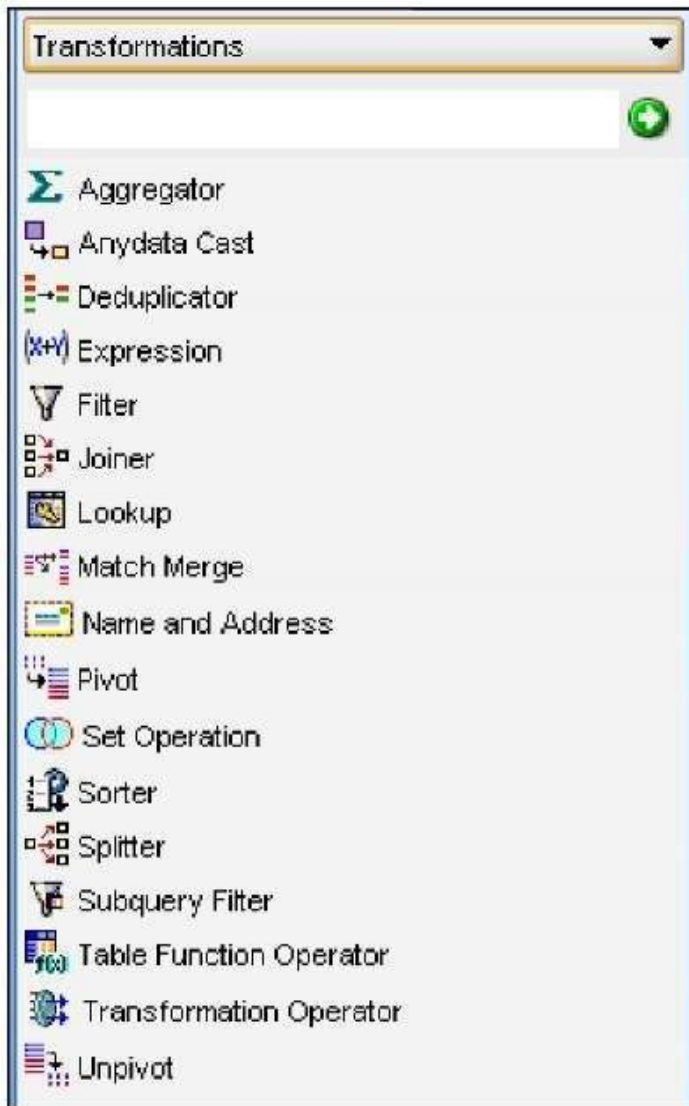 Transformations
Σ Aggregator
Anydata Cast
Deduplicator
(X+Y) Expression
Filter
Joiner
Lookup
Match Merge
Name and Address
Pivot
Set Operation
Sorter
Splitter
Subquery Filter
f(x) Table Function Operator
Transformation Operator
Unpivot